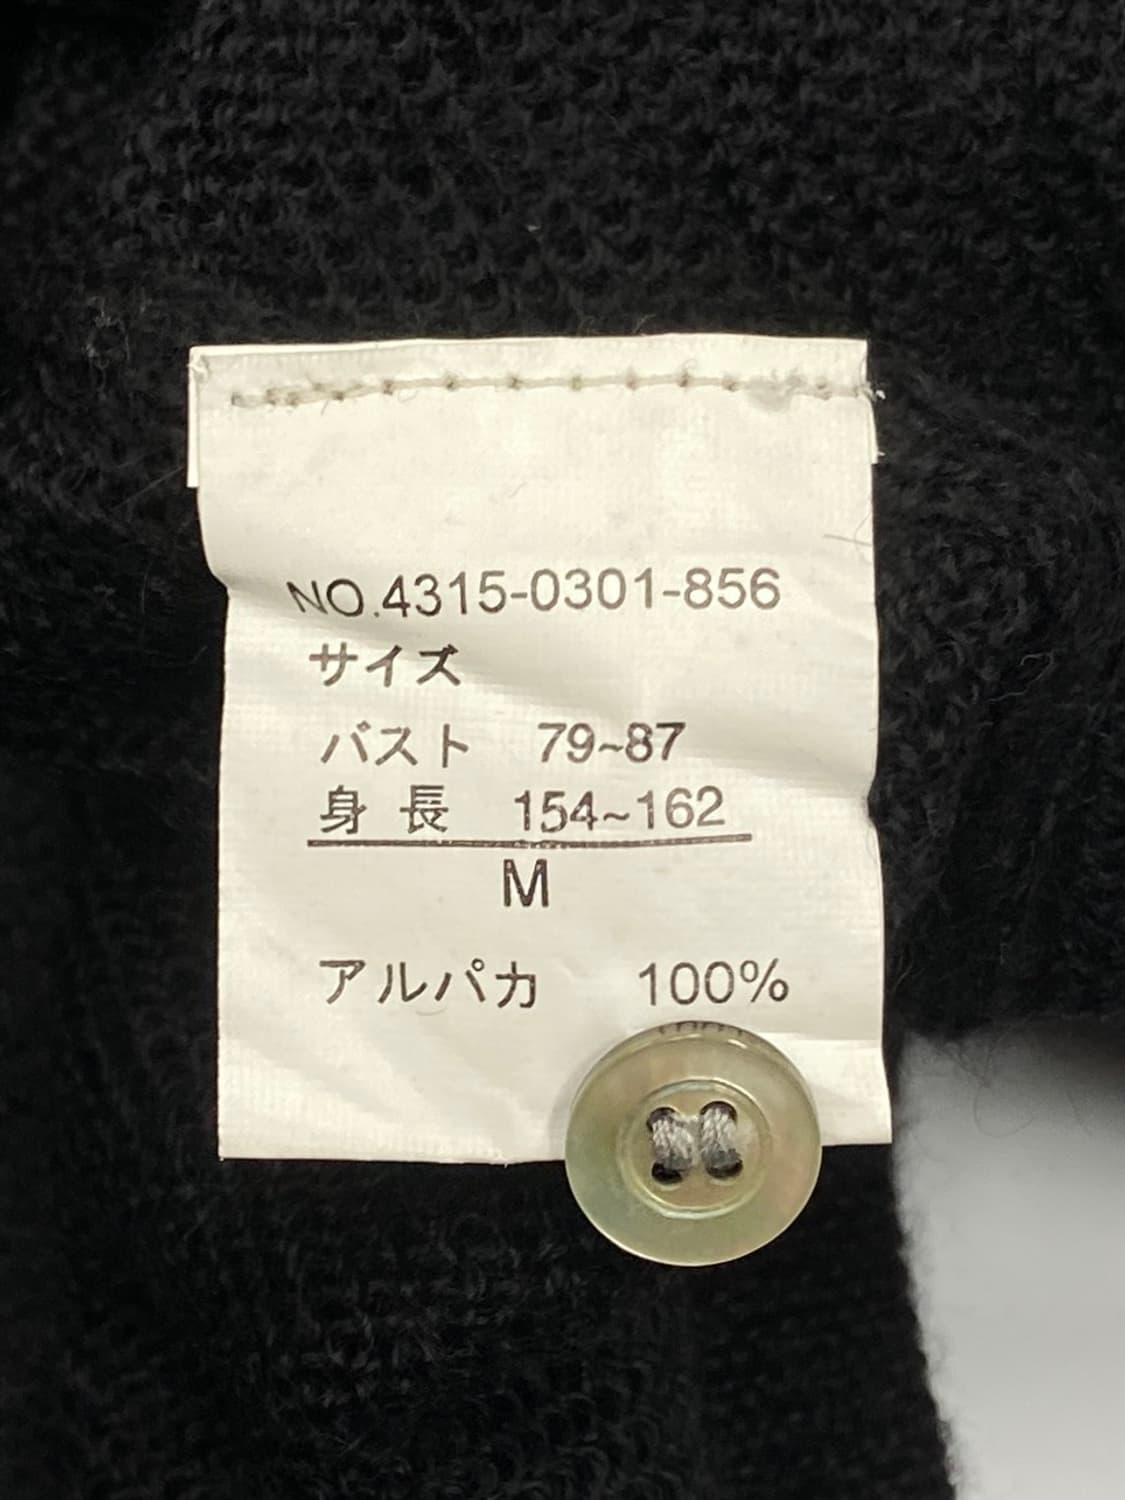 NO.4315-0301-856
サイズ
バスト 79~87
身長 154~162
M
アルパカ 100%